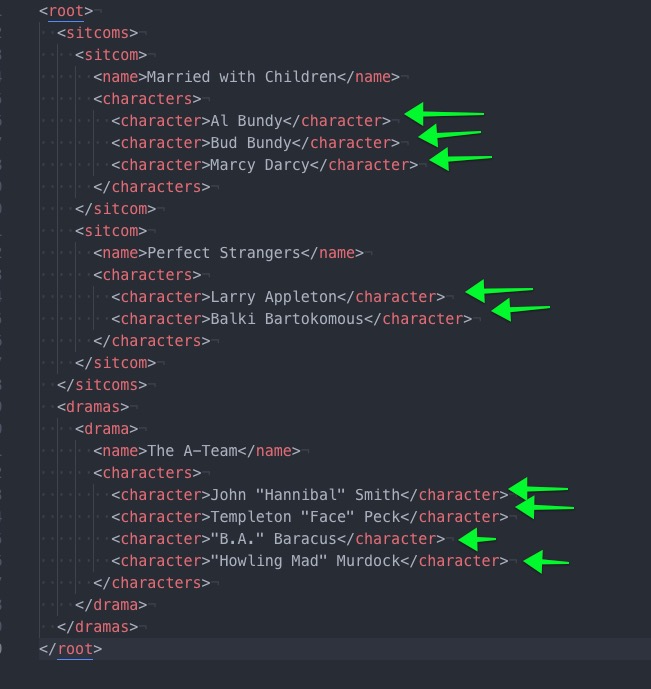 <root>
<sitcoms>
<sitcom>
<name>Married with Children</name>
<characters>
<character>Al Bundy</character>
<character>Bud Bundy</character>
<character>Marcy Darcy</character>
</characters>
</sitcom>
<sitcom>
<name>Perfect Strangers</name>
<characters>
<character>Larry Appleton</character>
<character>Balki Bartokomous</character>
</characters>
</sitcom>
</sitcoms>
<dramas>
<drama>
<name>The A-Team</name>
<characters>
<character>John "Hannibal" Smith</character>
<character>Templeton "Face" Peck</character>
<character>"B.A." Baracus</character>
<character>"Howling Mad" Murdock</character>
</characters>
</drama>
</dramas>
</root>